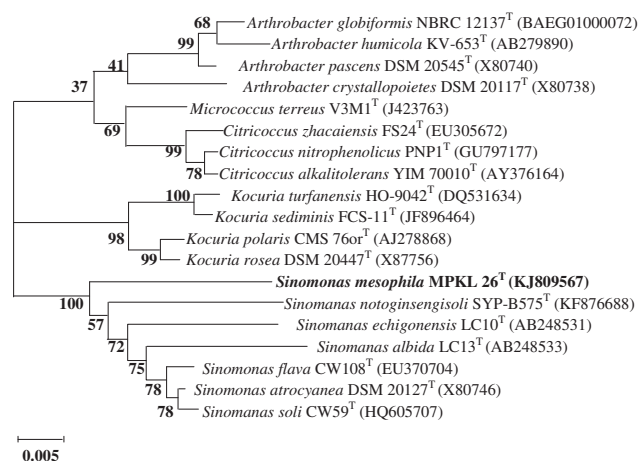 68
Arthrobacter globiformis NBRC 12137T (BAEG01000072)
99
Arthrobacter humicola KV-653T (AB279890)
41
Arthrobacter pascens DSM 20545T (X80740)
37
Arthrobacter crystallopoietes DSM 20117T (X80738)
Micrococcus terreus V3M1T (J423763)
69
Citricoccus zhacaiensis FS24T (EU305672)
99
Citricoccus nitrophenolicus PNP1T (GU797177)
78
Citricoccus alkalitolerans YIM 70010T (AY376164)
100
Kocuria turfanensis HO-9042T (DQ531634)
Kocuria sediminis FCS-11T (JF896464)
98
Kocuria polaris CMS 76orT (AJ278868)
99
Kocuria rosea DSM 20447T (X87756)
Sinomonas mesophila MPKL 26T (KJ809567)
100
Sinomanas notoginsengisoli SYP-B575T (KF876688)
57
Sinomanas echigonensis LC10T (AB248531)
72
Sinomanas albida LC13T (AB248533)
75
Sinomonas flava CW108T (EU370704)
78
Sinomonas atrocyanea DSM 20127T (X80746)
78
Sinomanas soli CW59T (HQ605707)
0.005